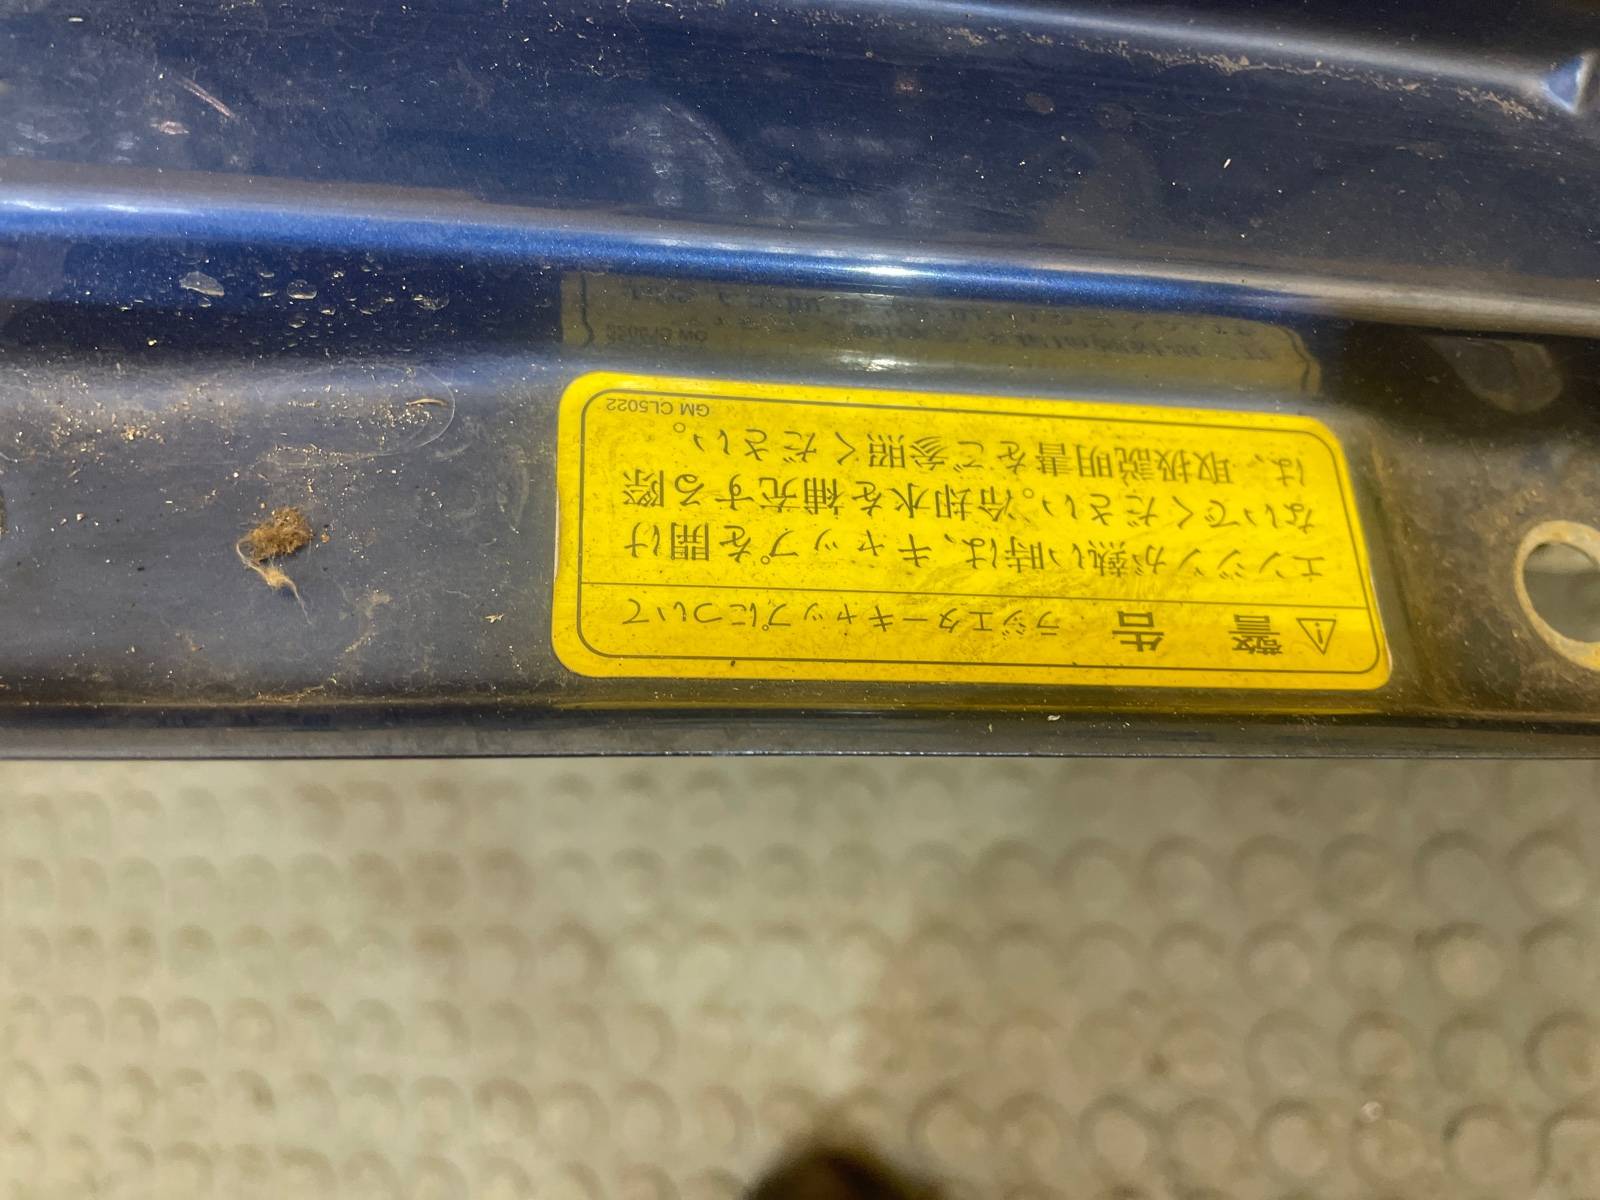 警告 ラジエターキャップについて
エンジンが熱い時は、キャップを開け
ないでください。冷却水を補充する際
は、取扱説明書をご参照ください。
GM CL5022